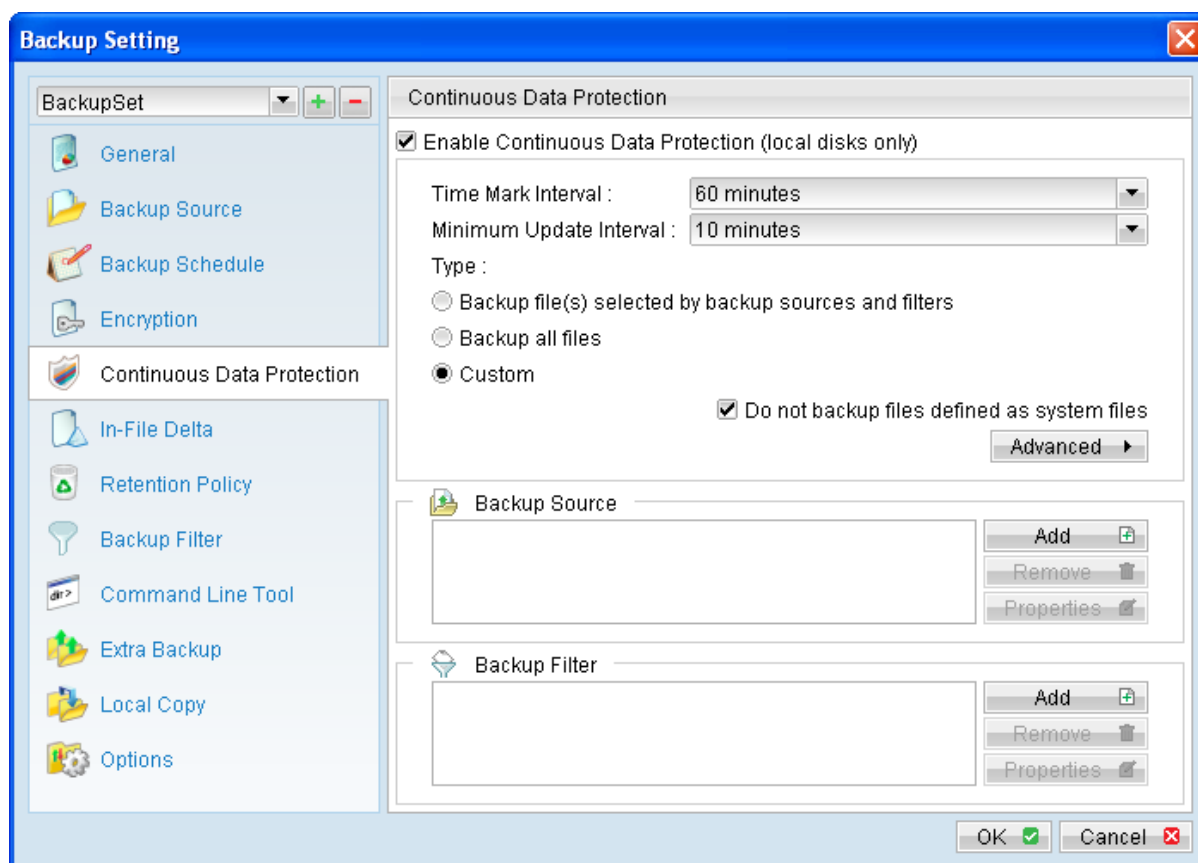 Backup Setting
BackupSet
General
Backup Source
Backup Schedule
Encryption
Continuous Data Protection
In-File Delta
Retention Policy
Backup Filter
dir>
Command Line Tool
Extra Backup
Local Copy
Options
Continuous Data Protection
Enable Continuous Data Protection (local disks only)
Time Mark Interval : 60 minutes
Minimum Update Interval : 10 minutes
Type :
Backup file(s) selected by backup sources and filters
Backup all files
Custom
Do not backup files defined as system files
Advanced
Backup Source
Add
Remove
Properties
Backup Filter
Add
Remove
Properties
OK Cancel